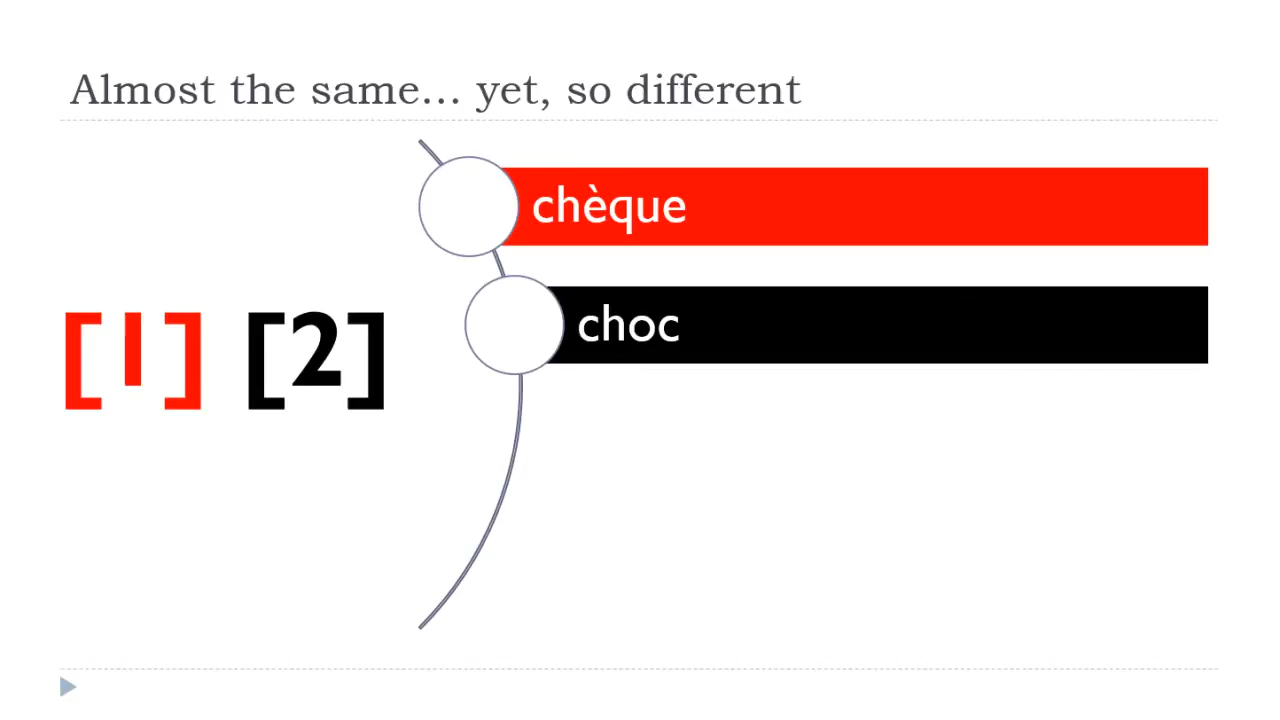 Almost the same... yet, so different
chèque
choc
[1] [2]